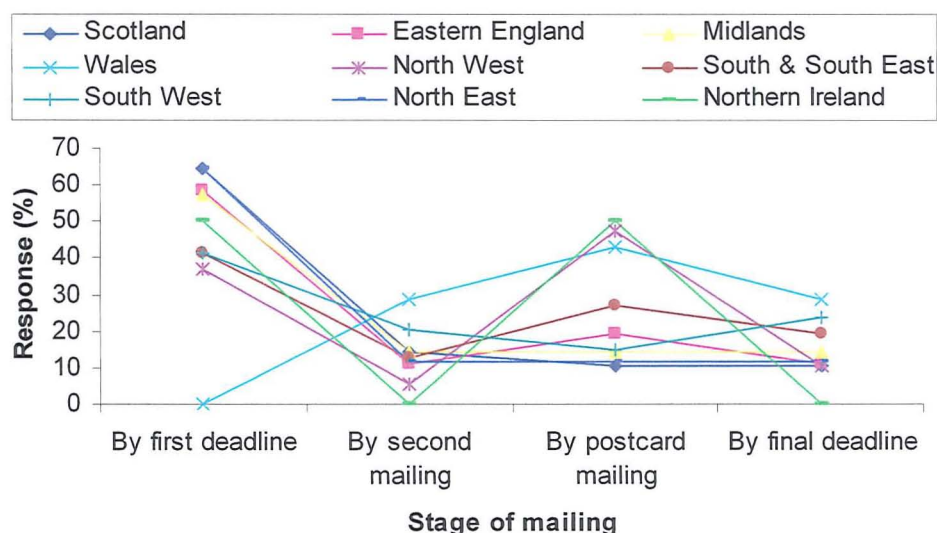 Scotland Eastern England Midlands
Wales North West South & South East
South West North East Northern Ireland
70
60
50
40
30
20
10
0
Response (%)
By first deadline By second mailing By postcard mailing By final deadline
Stage of mailing